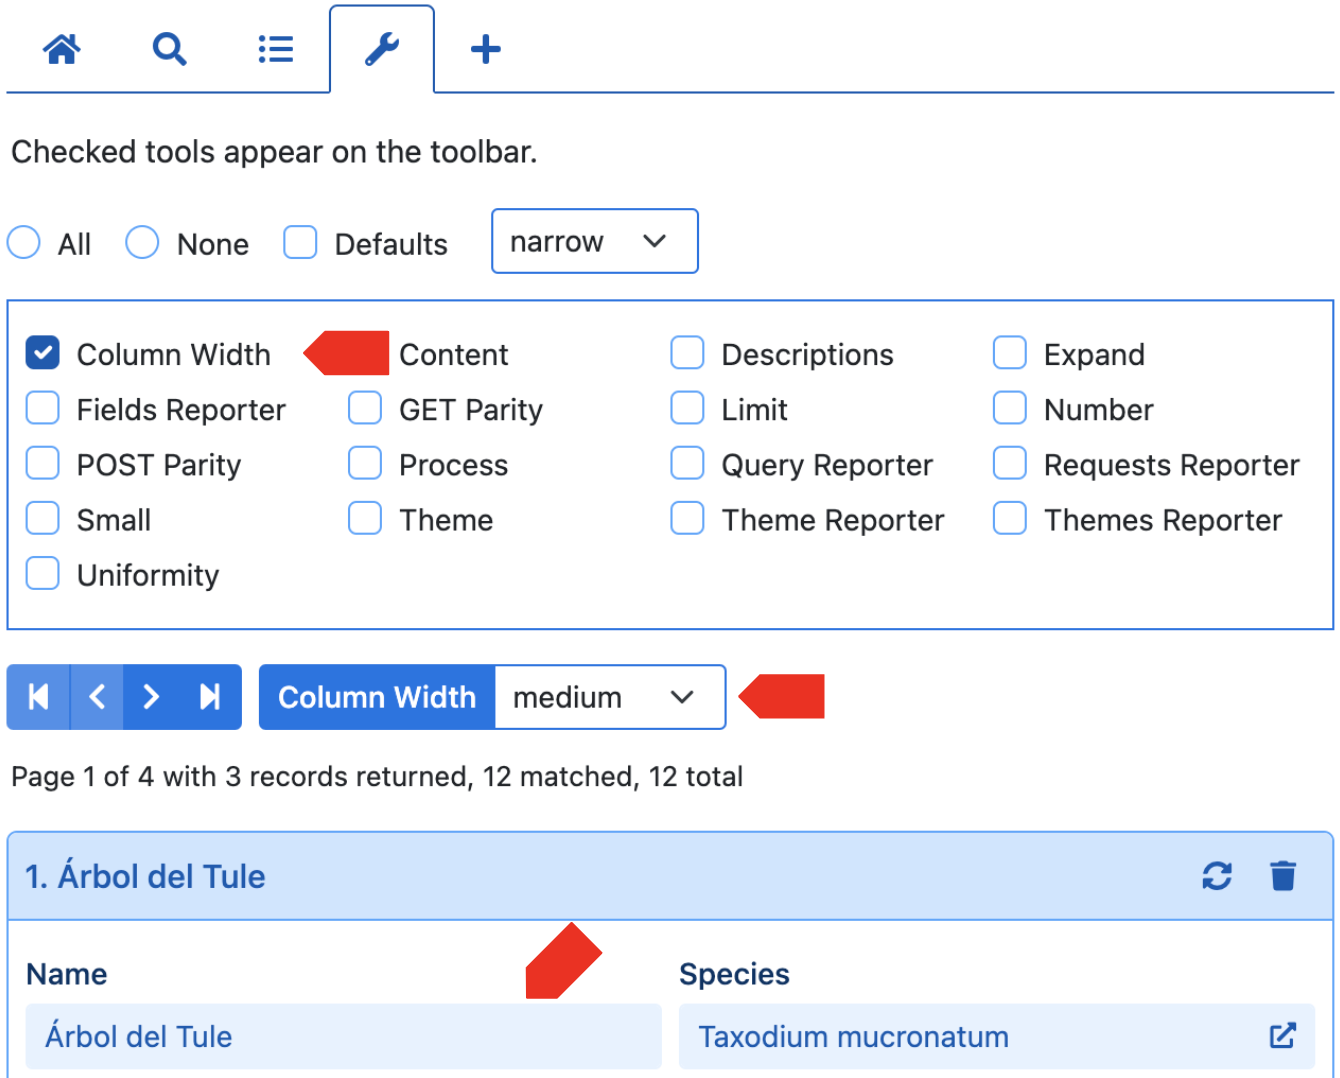 Checked tools appear on the toolbar.
All None Defaults narrow
Column Width Content Descriptions Expand
Fields Reporter GET Parity Limit Number
POST Parity Process Query Reporter Requests Reporter
Small Theme Theme Reporter Themes Reporter
Uniformity
Column Width medium
Page 1 of 4 with 3 records returned, 12 matched, 12 total
1. Árbol del Tule
Name Species
Árbol del Tule Taxodium mucronatum